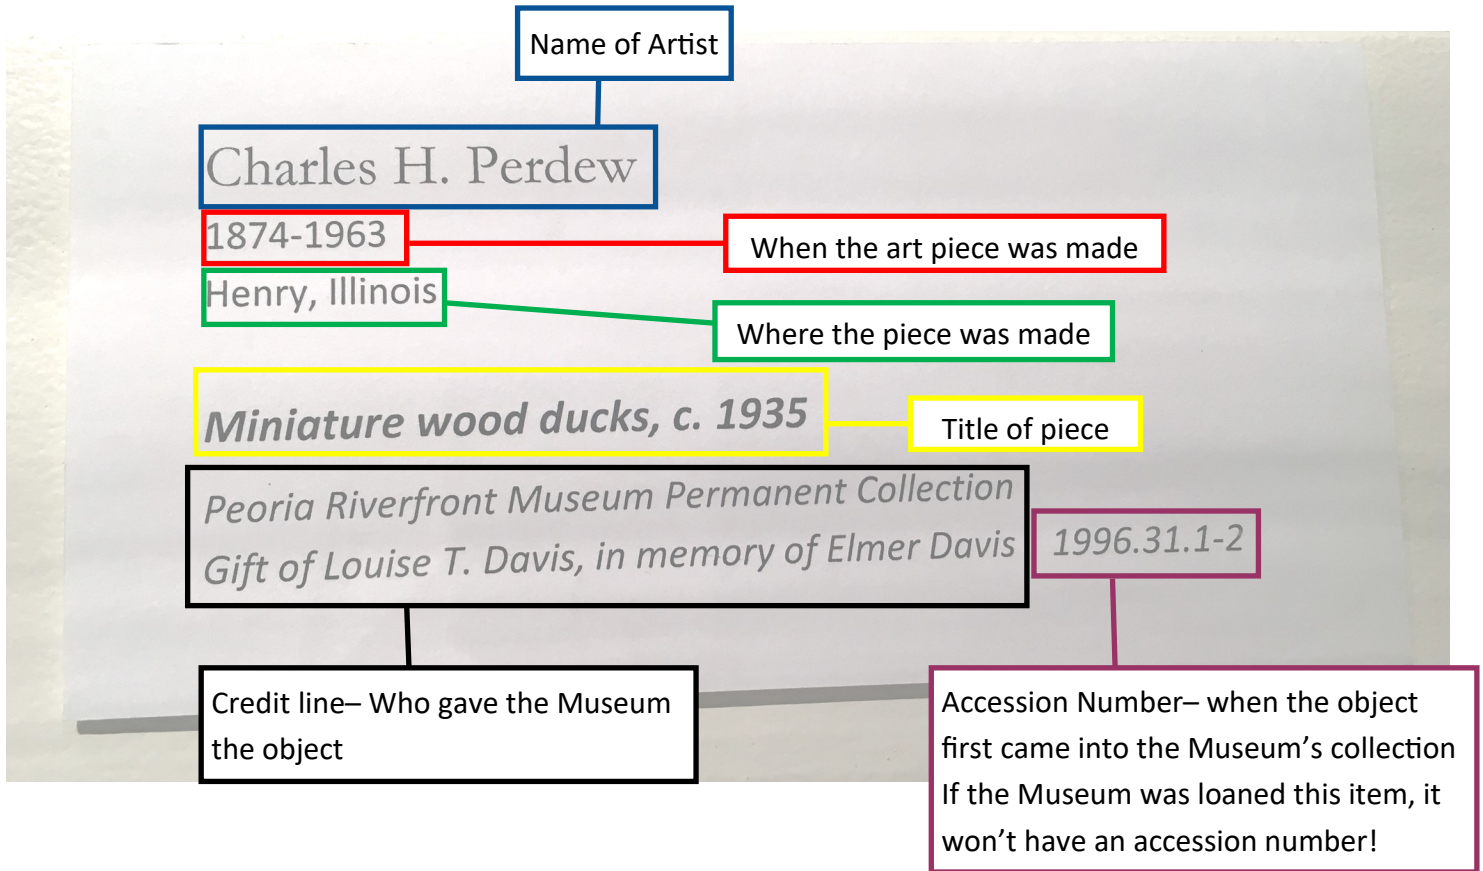 Name of Artist
Charles H. Perdew
1874-1963
When the art piece was made
Henry, Illinois
Where the piece was made
Miniature wood ducks, c. 1935
Title of piece
Peoria Riverfront Museum Permanent Collection
Gift of Louise T. Davis, in memory of Elmer Davis
1996.31.1-2
Credit line– Who gave the Museum
the object
Accession Number– when the object
first came into the Museum's collection
If the Museum was loaned this item, it
won't have an accession number!